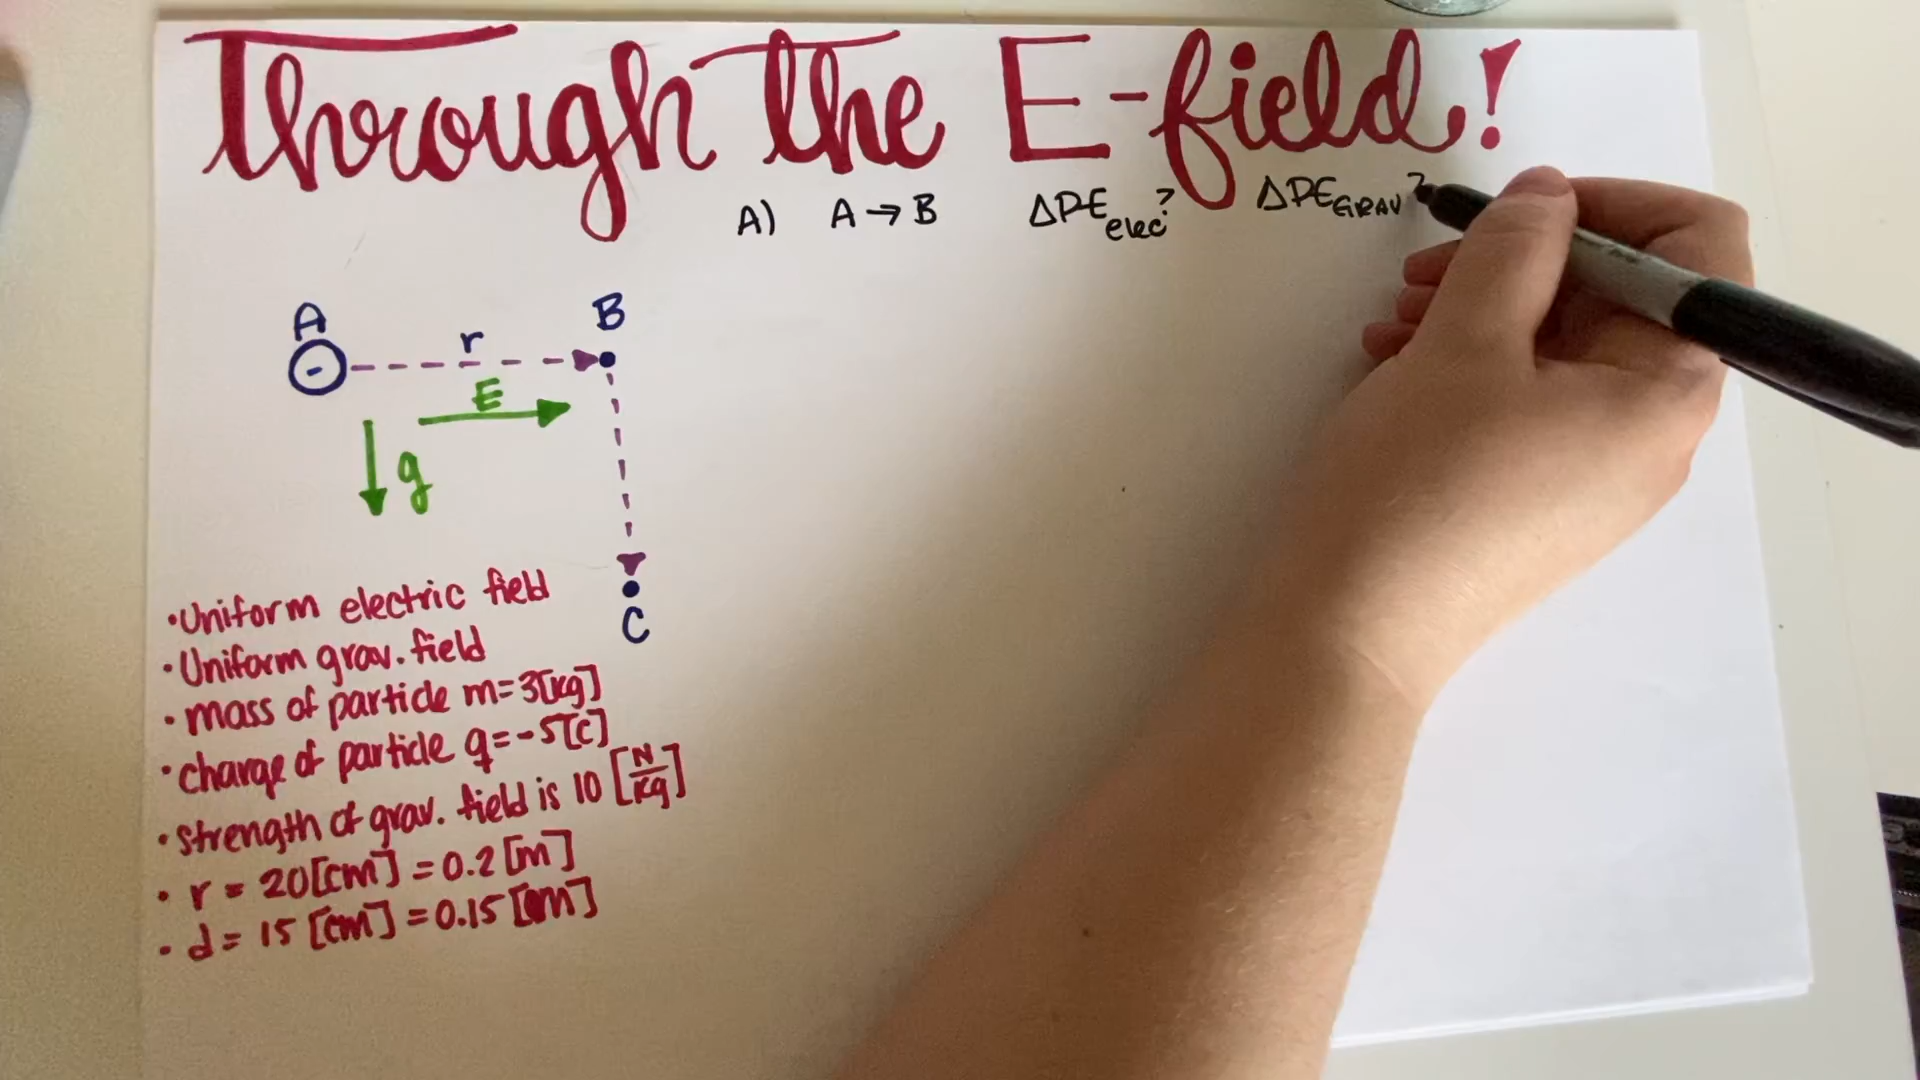 Through the E-field!
A) A → B ΔPE elec? ΔPE GRAV?
A
B
r
-
E
g
C
• Uniform electric field
• Uniform grav. field
• mass of particle m=3[kg]
• charge of particle q=-5[C]
• strength of grav. field is 10 [N/kg]
• r = 20[cm] = 0.2[m]
• d = 15 [cm] = 0.15[m]